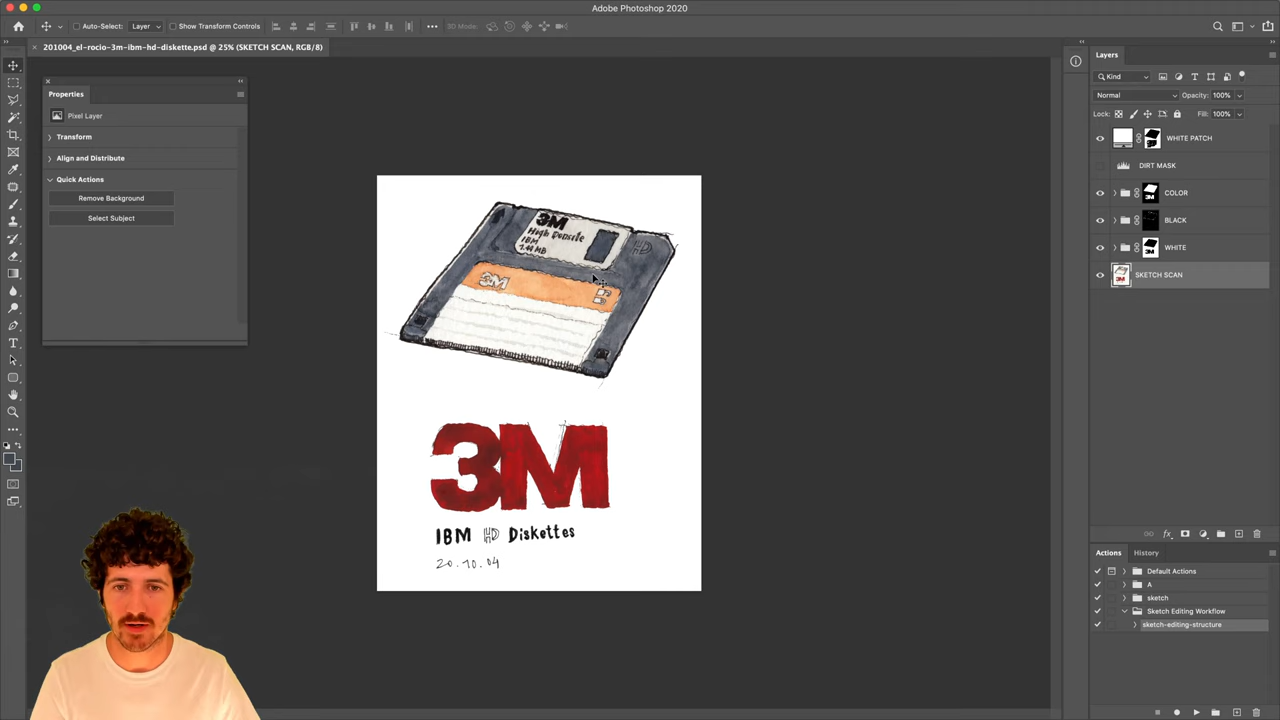 Adobe Photoshop 2020
Auto-Select: Layer Show Transform Controls 3D Mode:
201004_el-rocio-3m-ibm-hd-diskette.psd @ 25% (SKETCH SCAN, RGB/8)
Properties
Pixel Layer
Transform
Align and Distribute
Quick Actions
Remove Background
Select Subject
3M
High Densite
IBM
1.44 MB
HD
3M
3M
IBM HD Diskettes
20.10.04
Layers
Kind
Normal Opacity: 100%
Lock: Fill: 100%
WHITE PATCH
DIRT MASK
COLOR
BLACK
WHITE
SKETCH SCAN
fx
Actions History
Default Actions
A
sketch
Sketch Editing Workflow
sketch-editing-structure